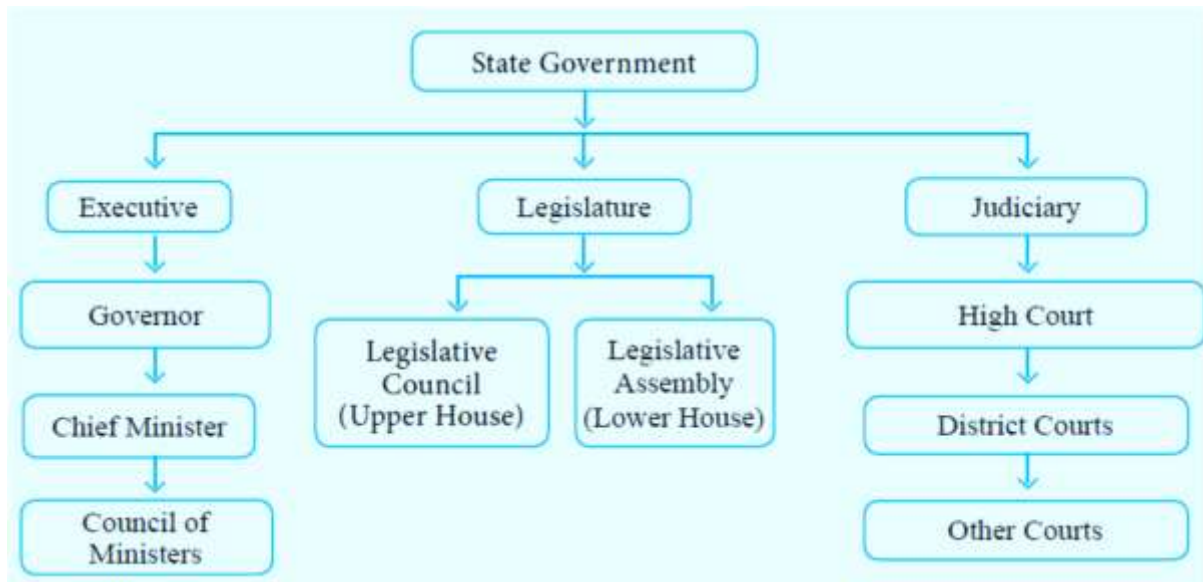 State Government
Executive
Legislature
Judiciary
Governor
Legislative
Council
(Upper House)
Legislative
Assembly
(Lower House)
High Court
Chief Minister
District Courts
Council of
Ministers
Other Courts